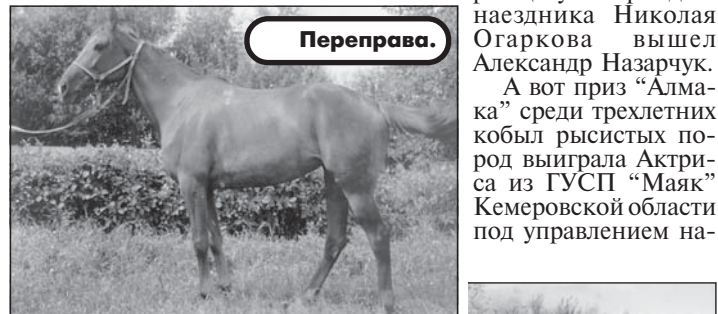 Переправа.
наездника Николая
Огаркова вышел
Александр Назарчук.
А вот приз “Алма-
ка” среди трехлетних
кобыл рысистых по-
род выиграла Актри-
са из ГУСП “Маяк”
Кемеровской области
под управлением на-